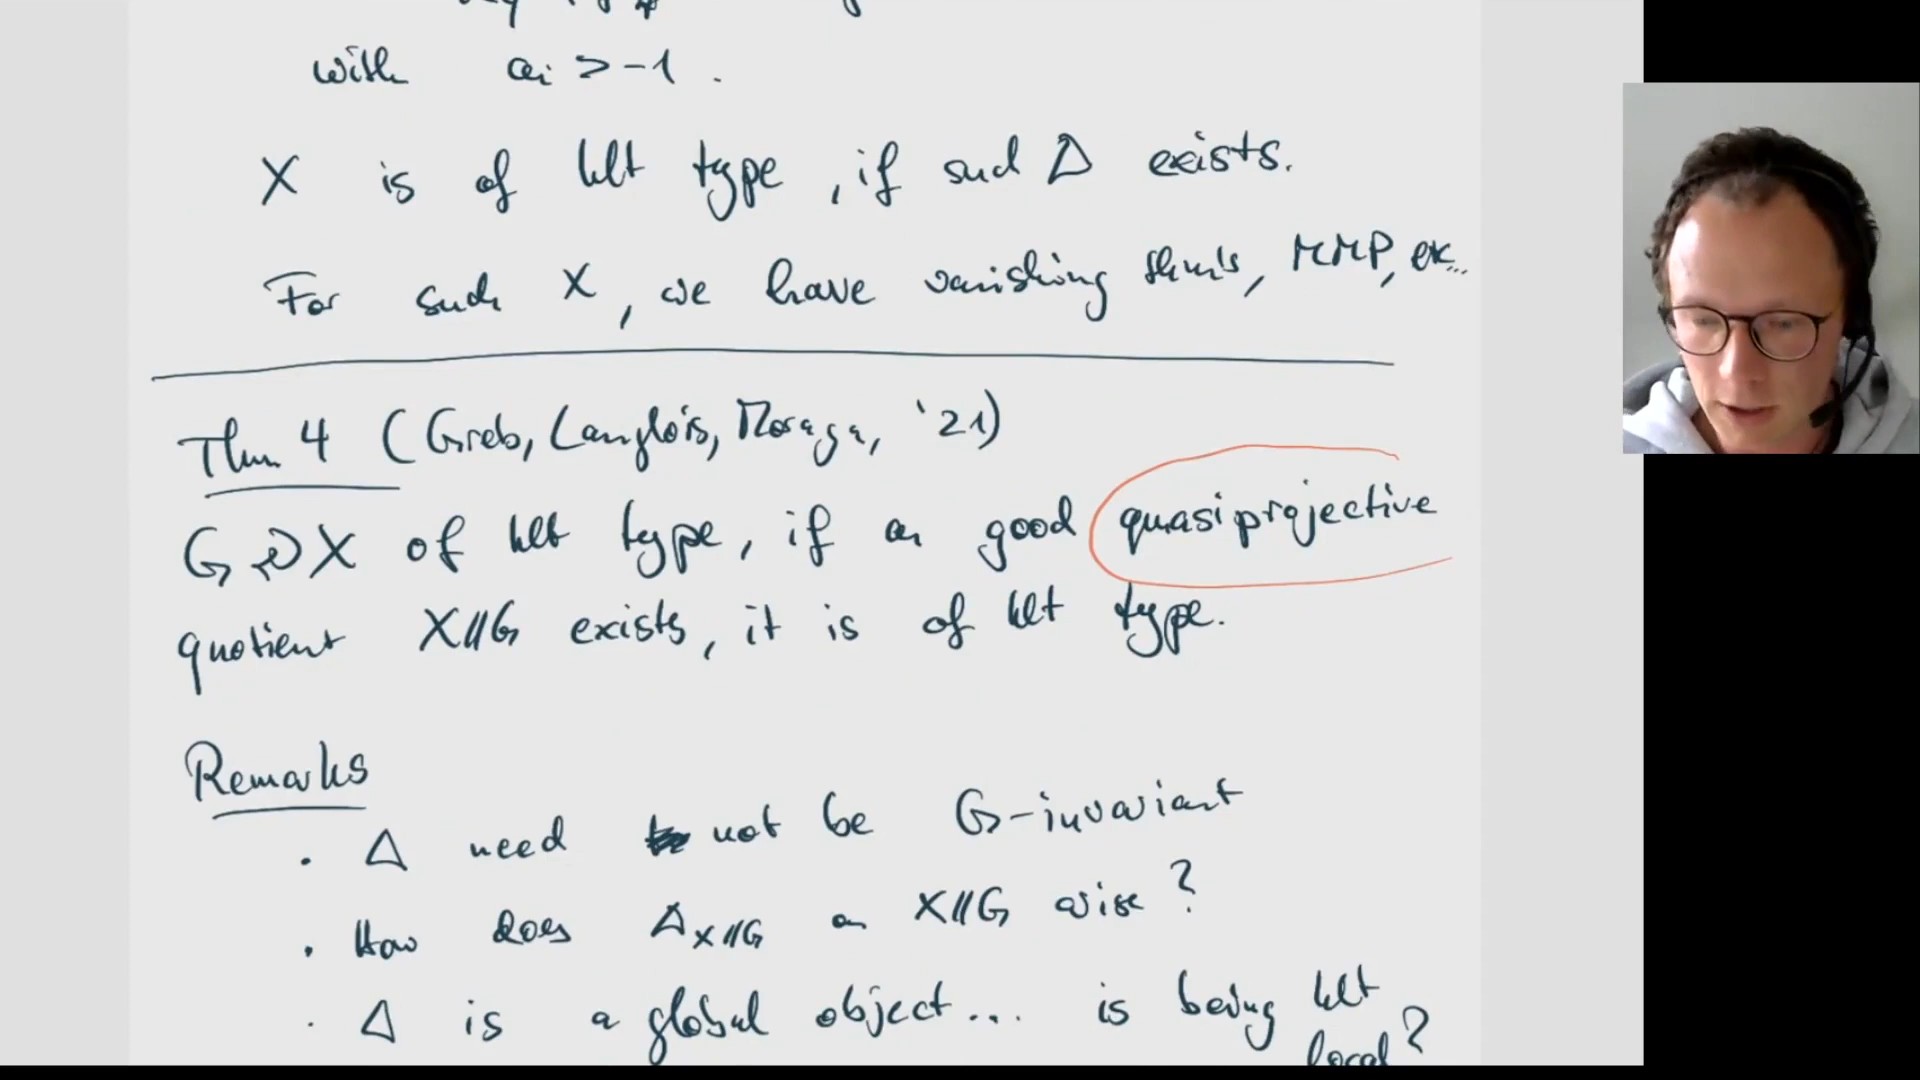 with ai > -1 .
X is of klt type, if such Δ exists.
For such X, we have vanishing thm's, MMP, etc...
Thm 4 (Greb, Langlois, Moraga, '21)
G ↻ X of klt type, if a good quasiprojective
quotient X//G exists, it is of klt type.
Remarks
· Δ need not be G-invariant
· How does Δ_{X//G} on X//G arise?
· Δ is a global object... is being klt
local?